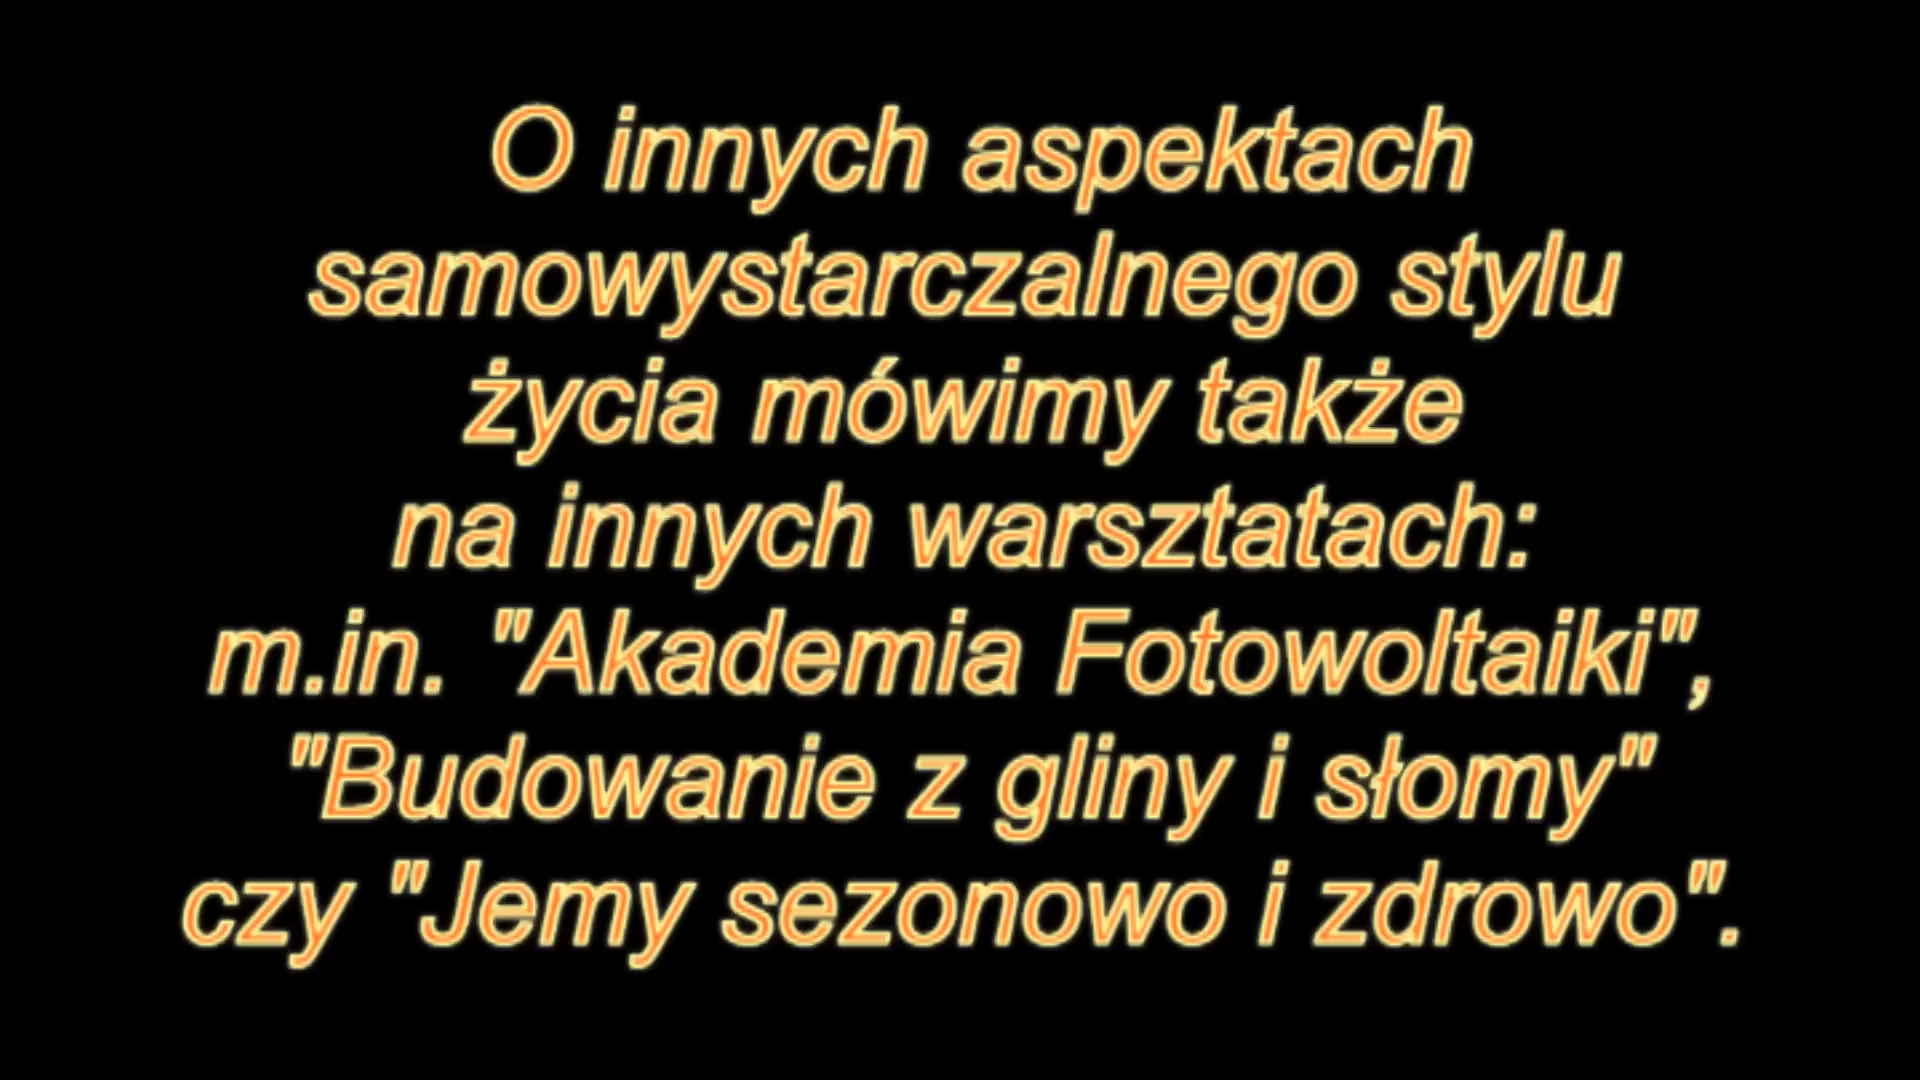 O innych aspektach
samowystarczalnego stylu
życia mówimy także
na innych warsztatach:
m.in. "Akademia Fotowoltaiki",
"Budowanie z gliny i słomy"
czy "Jemy sezonowo i zdrowo".